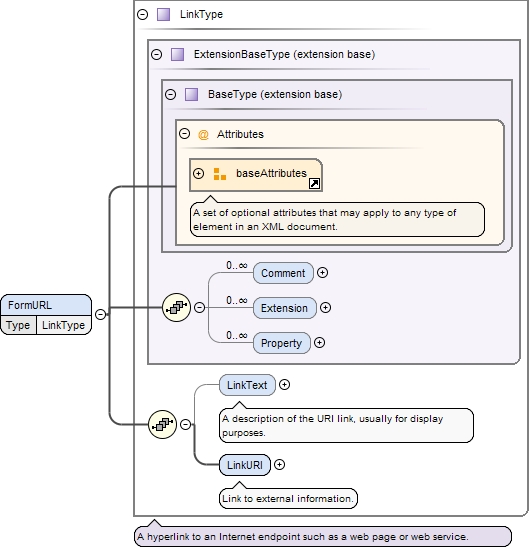 LinkType
ExtensionBaseType (extension base)
BaseType (extension base)
@ Attributes
baseAttributes
A set of optional attributes that may apply to any type of
element in an XML document.
0..∞
Comment
0..∞
Extension
0..∞
Property
FormURL
Type LinkType
LinkText
A description of the URI link, usually for display
purposes.
LinkURI
Link to external information.
A hyperlink to an Internet endpoint such as a web page or web service.